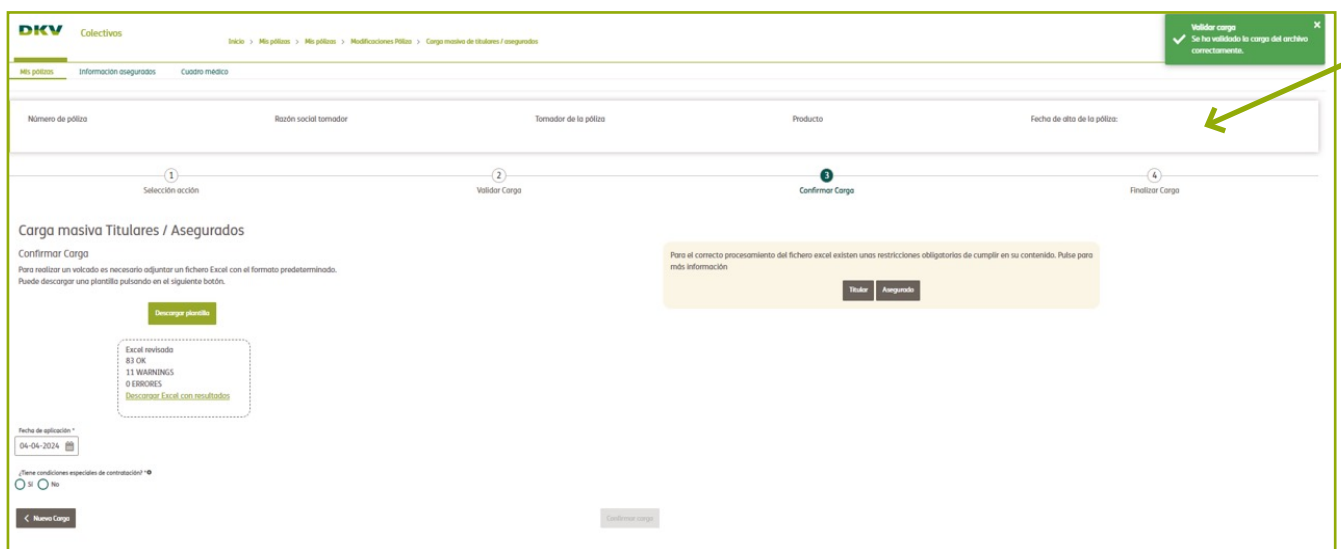 DKV Colectivos
Inicio > Mis pólizas > Mis pólizas > Modificaciones Póliza > Carga masiva de titulares / asegurados
Validar carga
Se ha validado la carga del archivo
correctamente.
Mis pólizas Información asegurados Cuadro médico
Número de póliza Razón social tomador Tomador de la póliza Producto Fecha de alta de la póliza:
1 2 3 4
Selección acción Validar Carga Confirmar Carga Finalizar Carga
Carga masiva Titulares / Asegurados
Confirmar Carga
Para realizar un volcado es necesario adjuntar un fichero Excel con el formato predeterminado.
Puede descargar una plantilla pulsando en el siguiente botón.
Para el correcto procesamiento del fichero excel existen unas restricciones obligatorias de cumplir en su contenido. Pulse para
más información
Titular Asegurado
Descargar plantilla
Excel revisado
83 OK
11 WARNINGS
0 ERRORES
Descargar Excel con resultados
Fecha de aplicación *
04-04-2024
¿Tiene condiciones especiales de contratación? *
Sí No
< Nueva Carga Confirmar carga